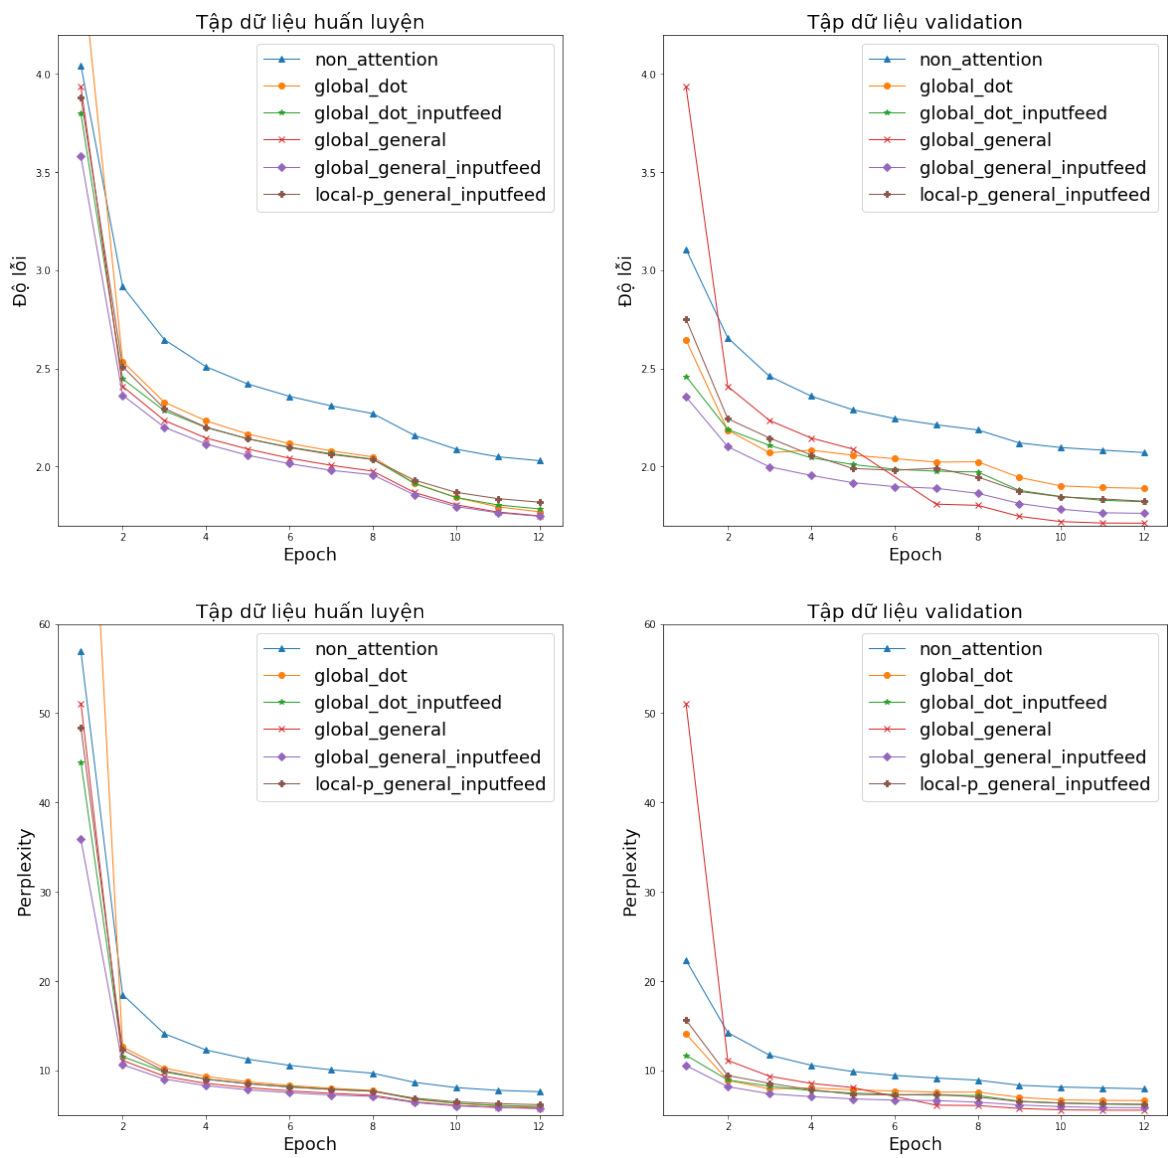 Tập dữ liệu huấn luyện
4.0
3.5
3.0
2.5
2.0
Độ lỗi
non_attention
global_dot
global_dot_inputfeed
global_general
global_general_inputfeed
local-p_general_inputfeed
2 4 6 8 10 12
Epoch
Tập dữ liệu validation
4.0
3.5
3.0
2.5
2.0
Độ lỗi
non_attention
global_dot
global_dot_inputfeed
global_general
global_general_inputfeed
local-p_general_inputfeed
2 4 6 8 10 12
Epoch
Tập dữ liệu huấn luyện
60
50
40
30
20
10
Perplexity
non_attention
global_dot
global_dot_inputfeed
global_general
global_general_inputfeed
local-p_general_inputfeed
2 4 6 8 10 12
Epoch
Tập dữ liệu validation
60
50
40
30
20
10
Perplexity
non_attention
global_dot
global_dot_inputfeed
global_general
global_general_inputfeed
local-p_general_inputfeed
2 4 6 8 10 12
Epoch